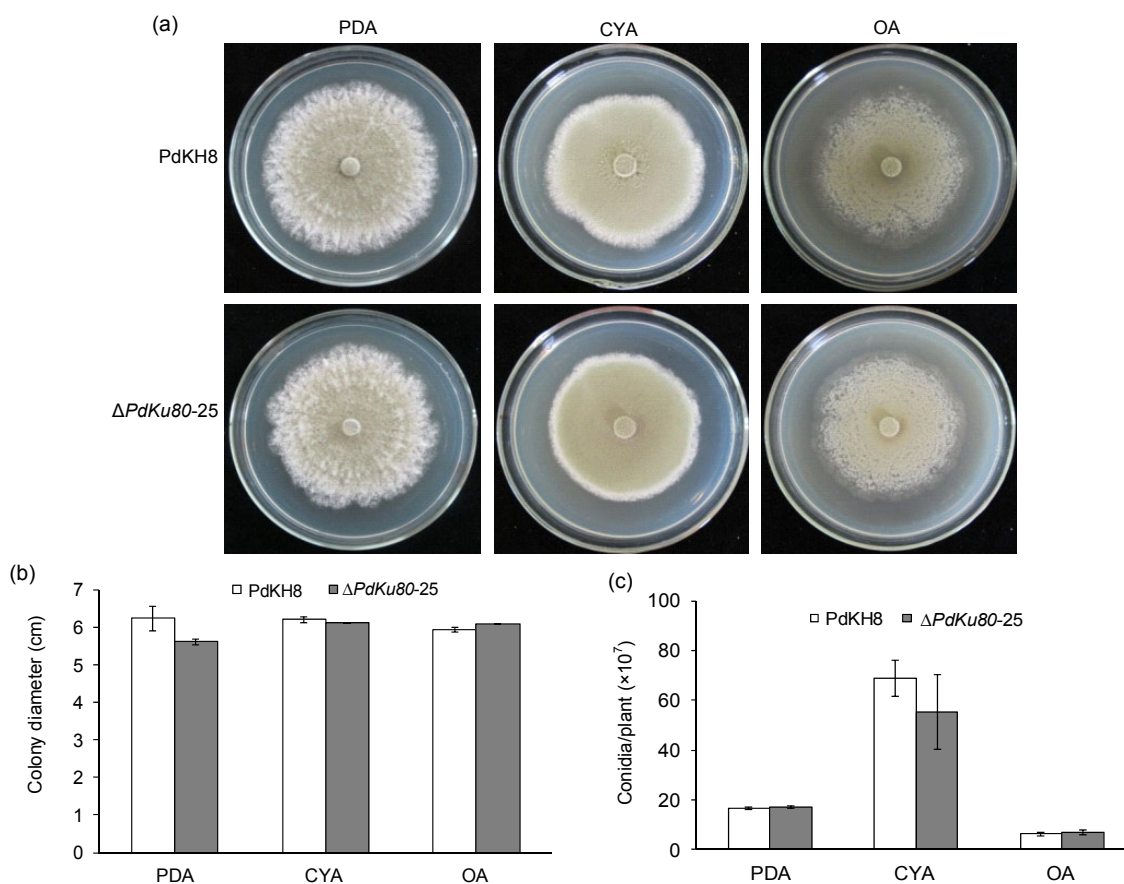 (a)
PDA CYA OA
PdKH8
ΔPdKu80-25
(b)
PdKH8 ΔPdKu80-25
Colony diameter (cm)
7
6
5
4
3
2
1
0
PDA CYA OA
(c)
PdKH8 ΔPdKu80-25
Conidia/plant (×10⁷)
100
80
60
40
20
0
PDA CYA OA